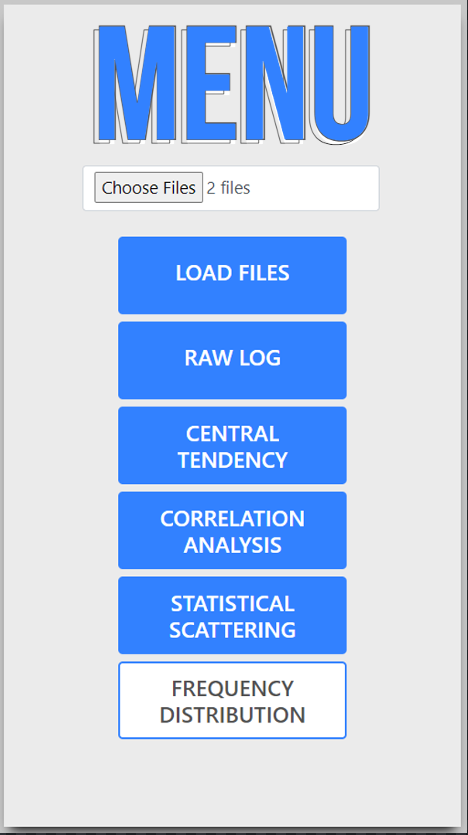 MENU
Choose Files 2 files
LOAD FILES
RAW LOG
CENTRAL
TENDENCY
CORRELATION
ANALYSIS
STATISTICAL
SCATTERING
FREQUENCY
DISTRIBUTION